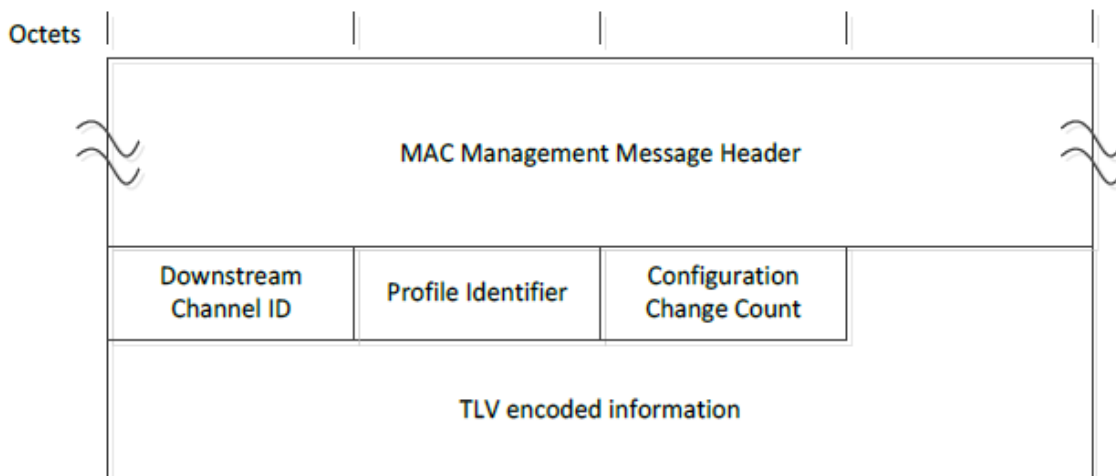 Octets
MAC Management Message Header
Downstream
Channel ID
Profile Identifier
Configuration
Change Count
TLV encoded information